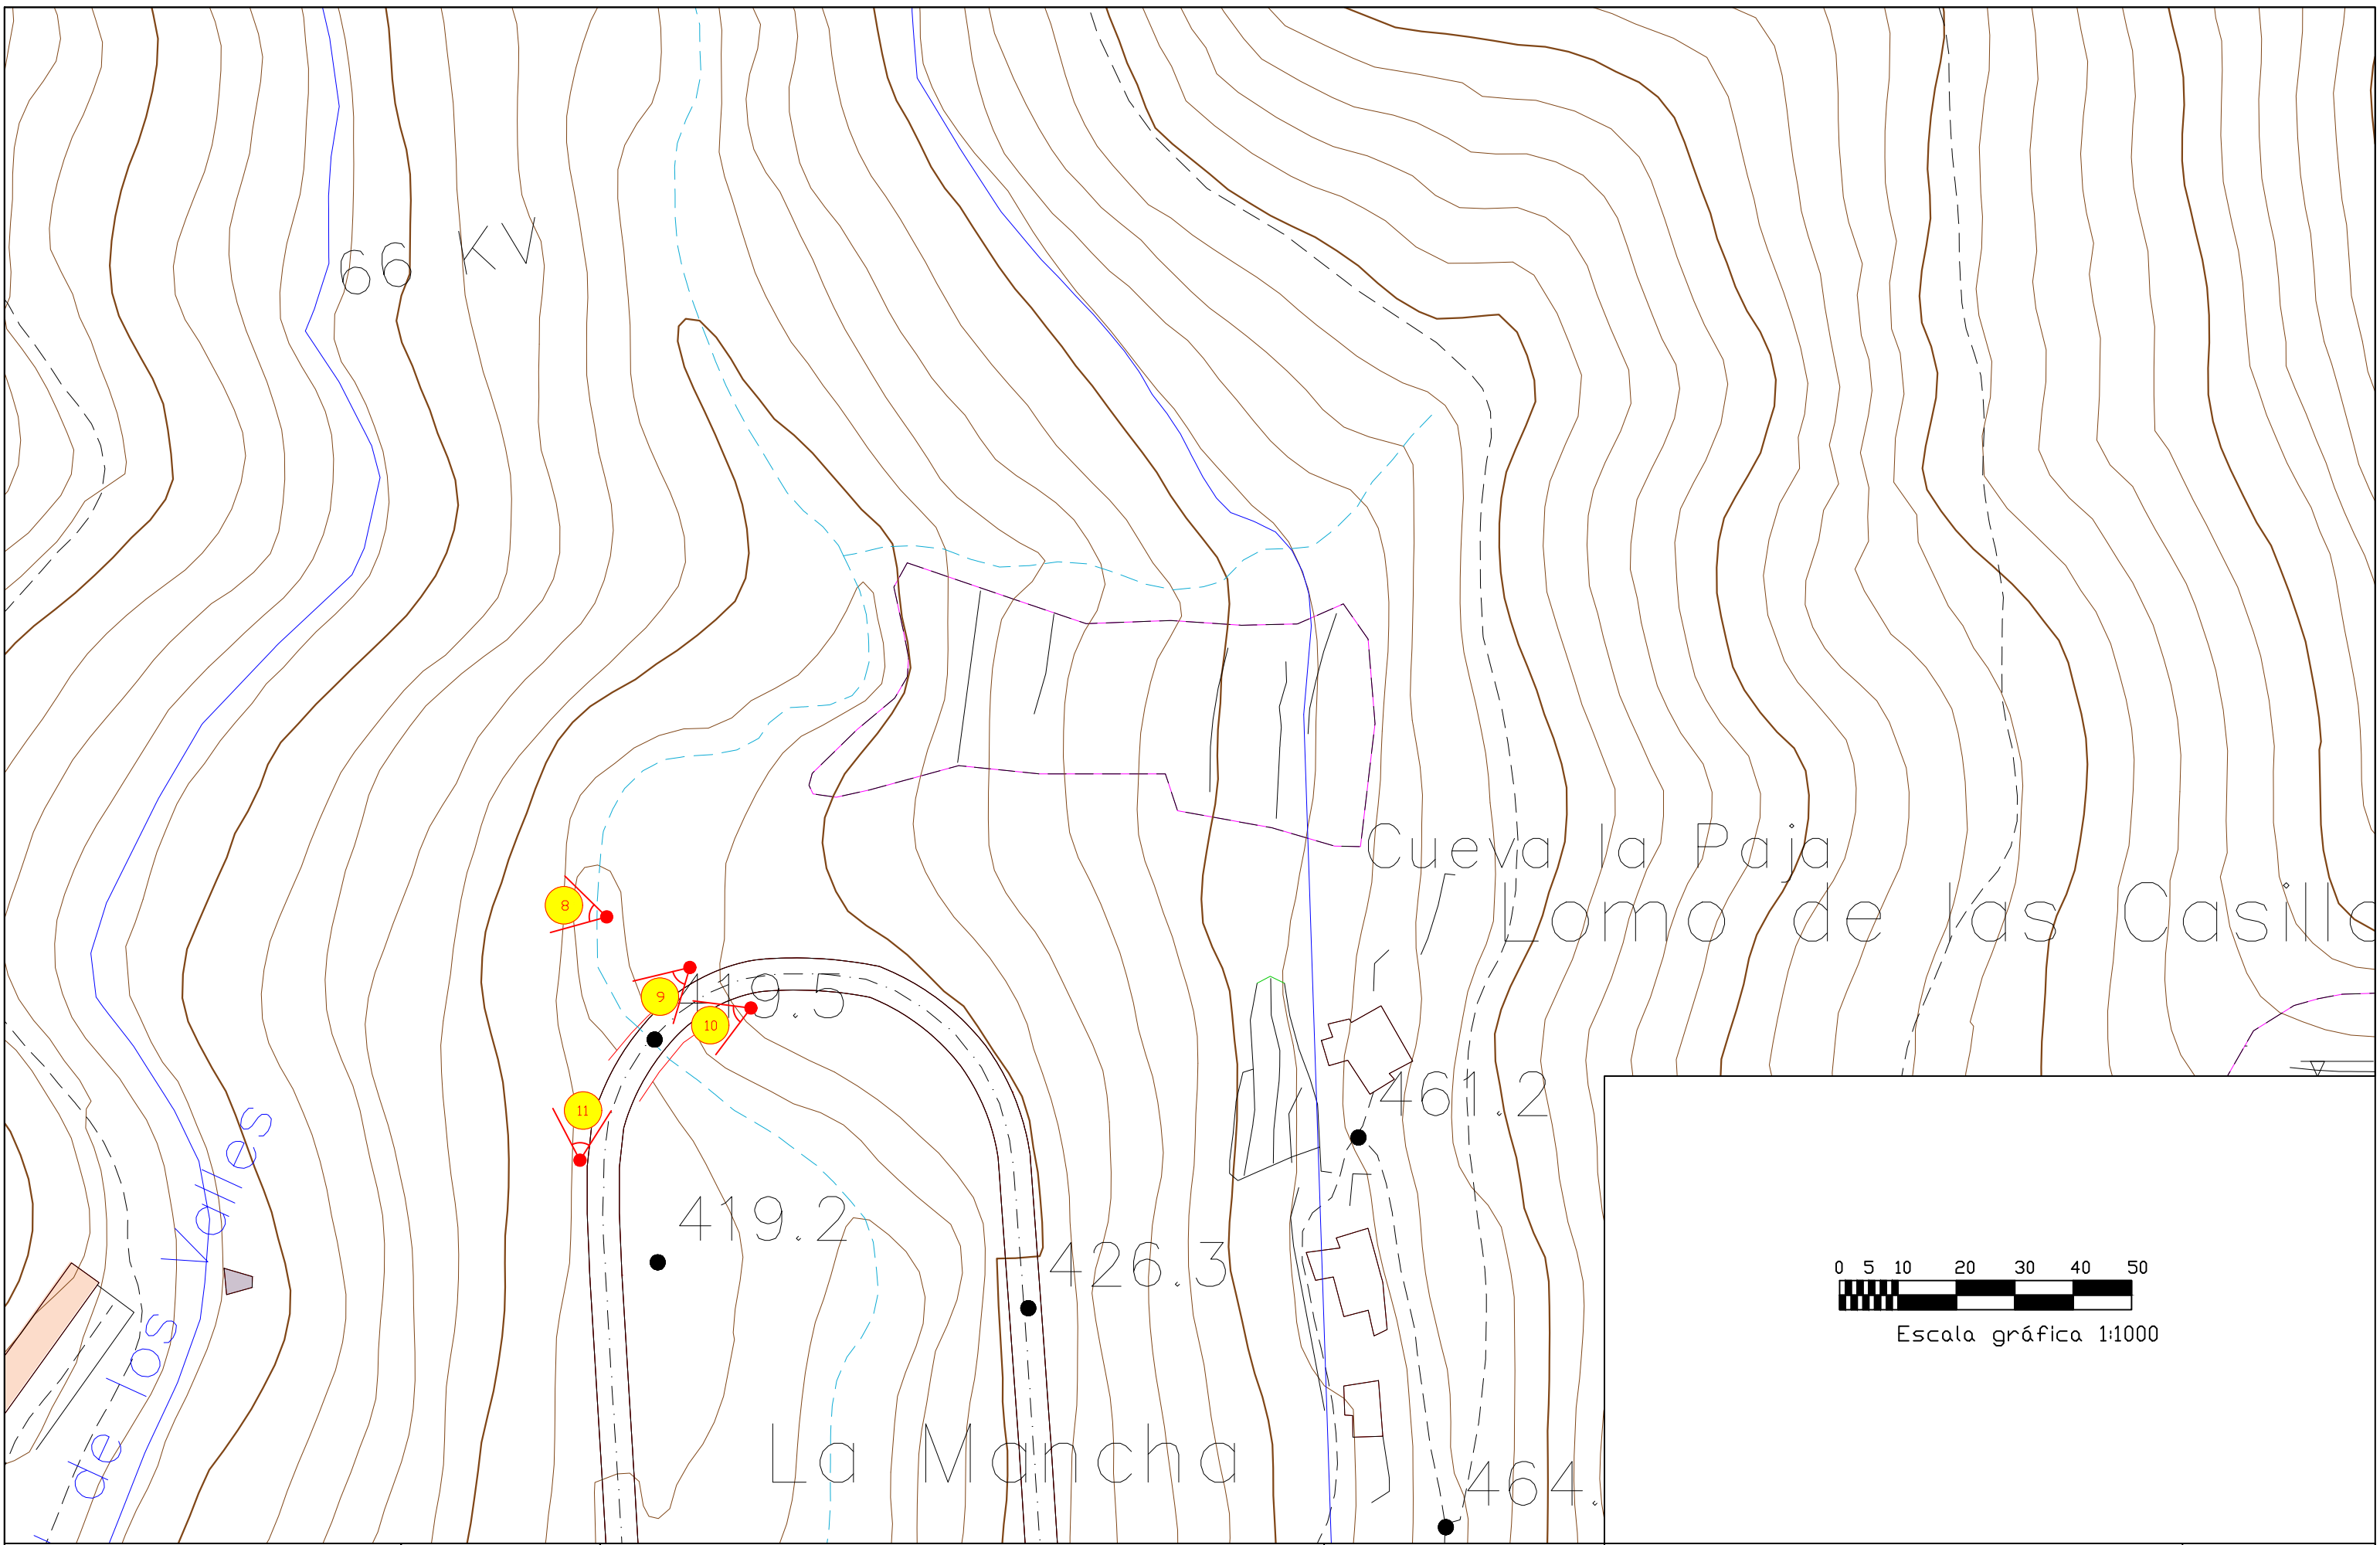 66 KV
Cueva la Paja
Lomo de las Casilla
8
9
419.5
10
461.2
11
de los Valles
419.2
426.3
0 5 10 20 30 40 50
Escala gráfica 1:1000
La Mancha
464.